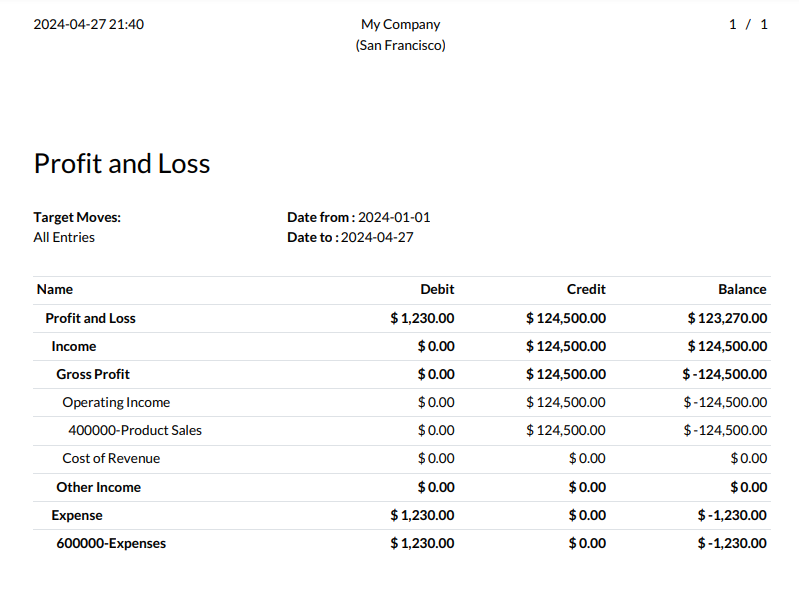 2024-04-27 21:40 My Company 1 / 1
(San Francisco)
Profit and Loss
Target Moves: Date from : 2024-01-01
All Entries Date to : 2024-04-27
Name Debit Credit Balance
Profit and Loss $ 1,230.00 $ 124,500.00 $ 123,270.00
Income $ 0.00 $ 124,500.00 $ 124,500.00
Gross Profit $ 0.00 $ 124,500.00 $ -124,500.00
Operating Income $ 0.00 $ 124,500.00 $ -124,500.00
400000-Product Sales $ 0.00 $ 124,500.00 $ -124,500.00
Cost of Revenue $ 0.00 $ 0.00 $ 0.00
Other Income $ 0.00 $ 0.00 $ 0.00
Expense $ 1,230.00 $ 0.00 $ -1,230.00
600000-Expenses $ 1,230.00 $ 0.00 $ -1,230.00